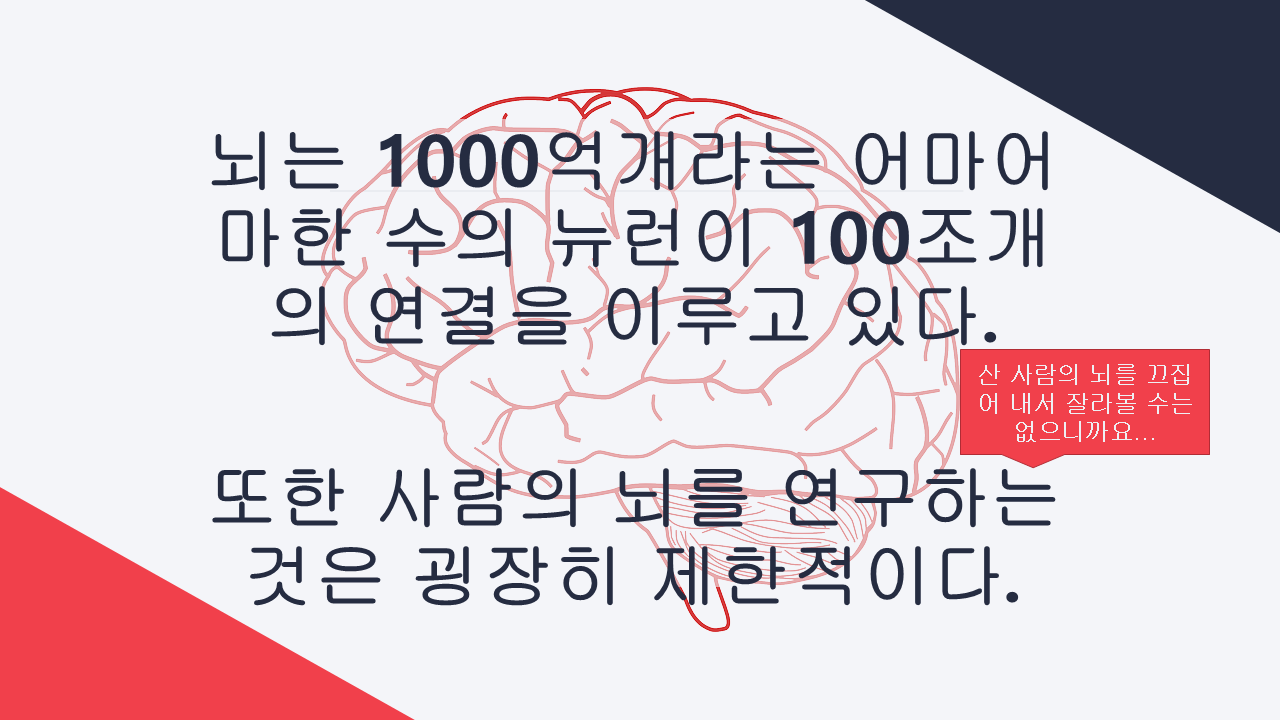 뇌는 1000억개라는 어마어
마한 수의 뉴런이 100조개
의 연결을 이루고 있다.
산 사람의 뇌를 끄집
어 내서 잘라볼 수는
없으니까요...
또한 사람의 뇌를 연구하는
것은 굉장히 제한적이다.